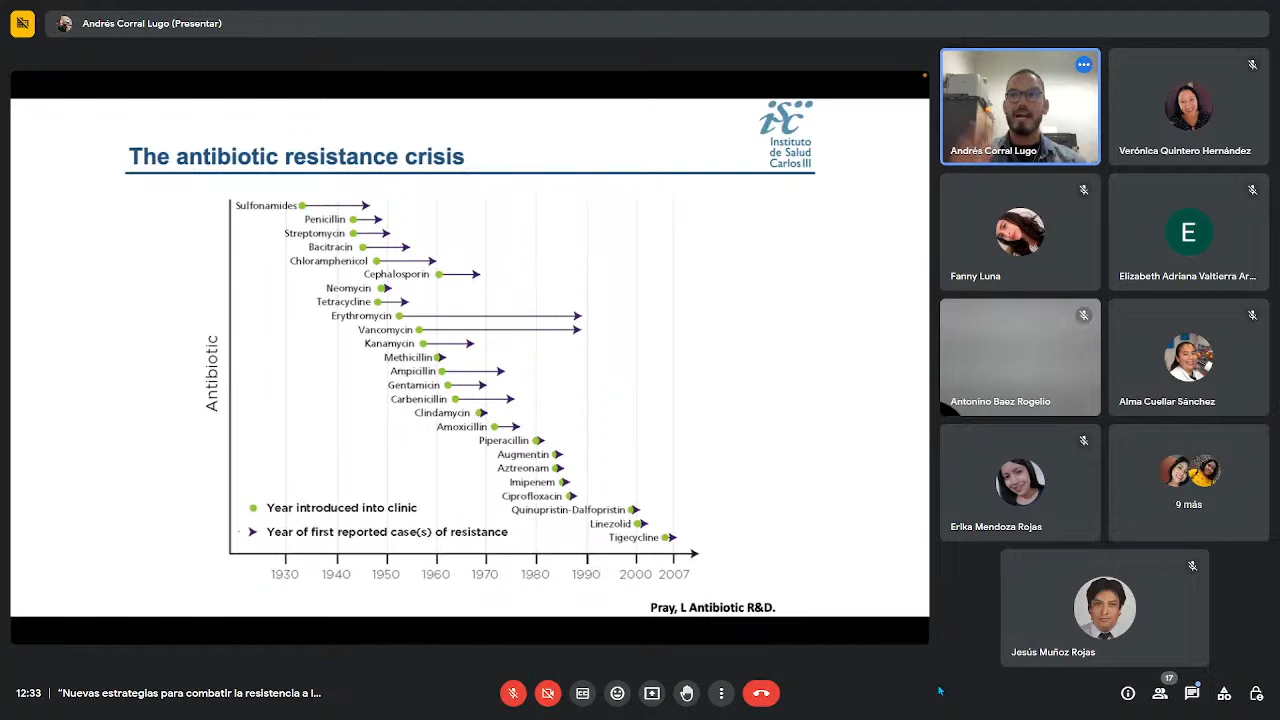 Andrés Corral Lugo (Presentar)
The antibiotic resistance crisis
isc
Instituto
de Salud
Carlos III
Antibiotic
Sulfonamides
Penicillin
Streptomycin
Bacitracin
Chloramphenicol
Cephalosporin
Neomycin
Tetracycline
Erythromycin
Vancomycin
Kanamycin
Methicillin
Ampicillin
Gentamicin
Carbenicillin
Clindamycin
Amoxicillin
Piperacillin
Augmentin
Aztreonam
Imipenem
Ciprofloxacin
Quinupristin-Dalfopristin
Linezolid
Tigecycline
Year introduced into clinic
Year of first reported case(s) of resistance
1930 1940 1950 1960 1970 1980 1990 2000 2007
Pray, L Antibiotic R&D.
Andrés Corral Lugo
Verónica Quintero Hernández
Fanny Luna
E
Elizabeth Adriana Valtierra Ar...
Antonino Baez Rogelio
Alma Cuellar Sánchez
Erika Mendoza Rojas
9 más
Jesús Muñoz Rojas
12:33
"Nuevas estrategias para combatir la resistencia a l...
17